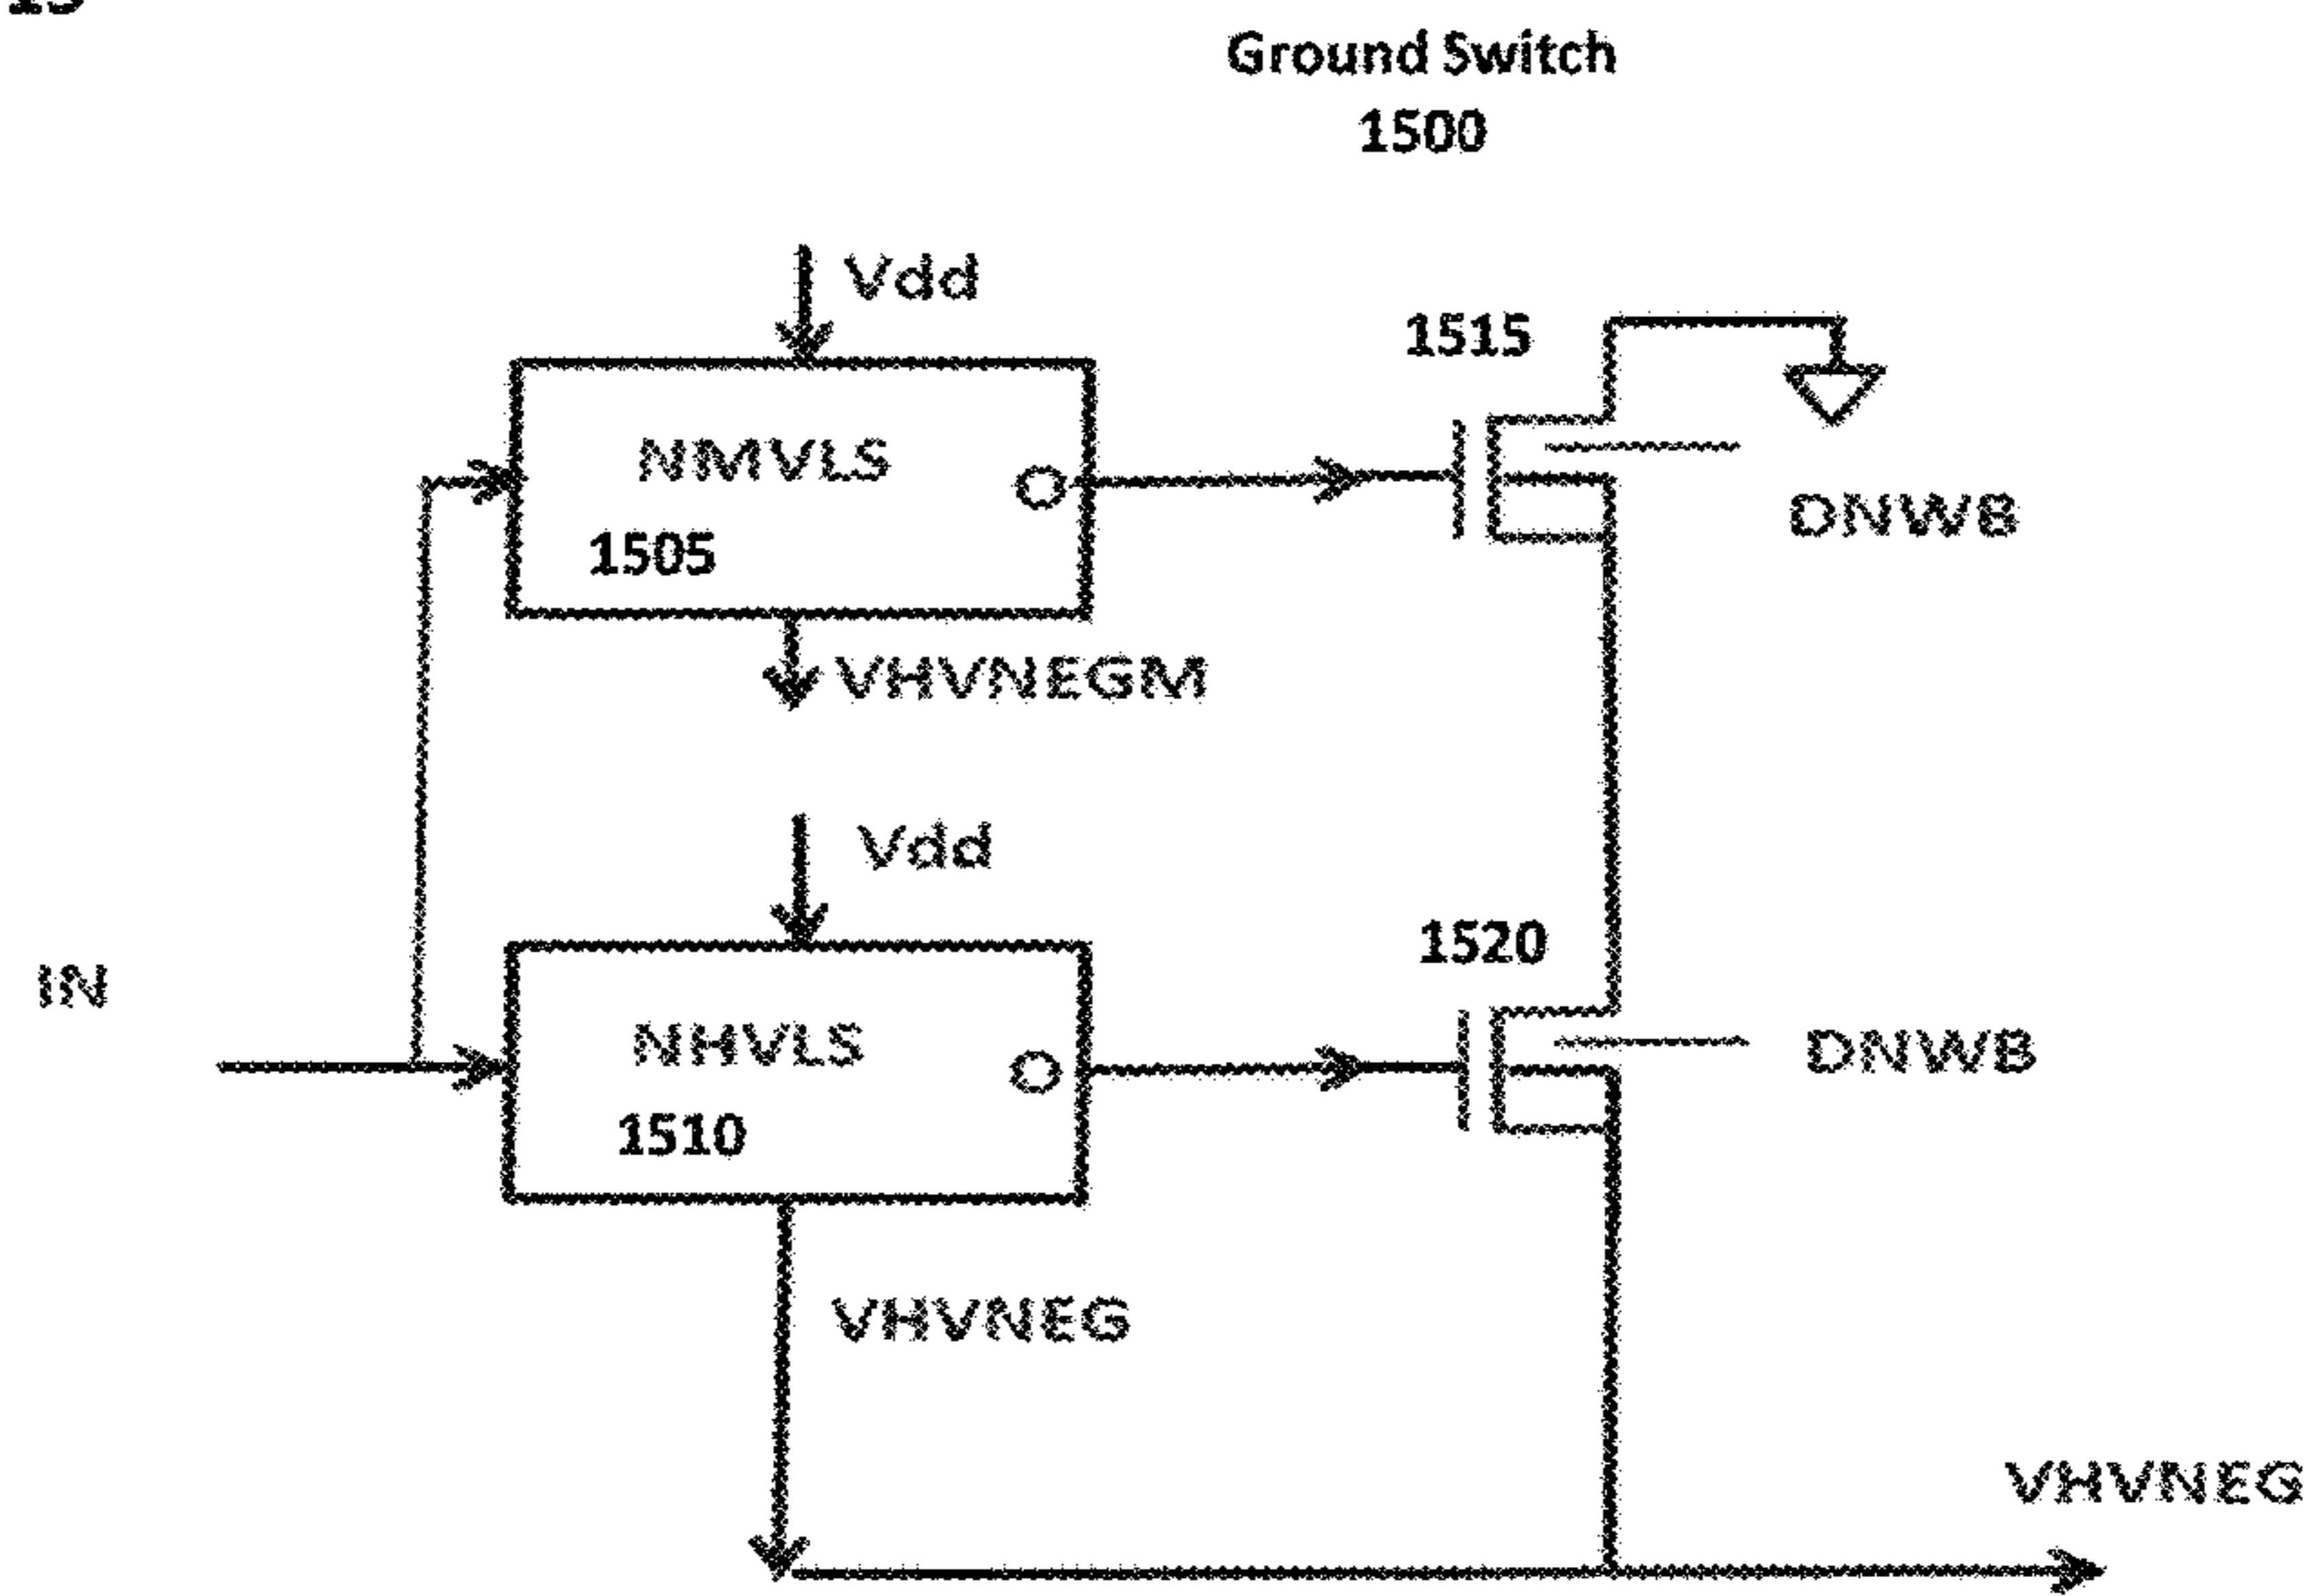 Ground Switch
1500
Vdd
1515
NMVLS
DNWB
1505
VHVNEGM
Vdd
1520
IN
NHVLS
DNWB
1510
VHVNEG
VHVNEG